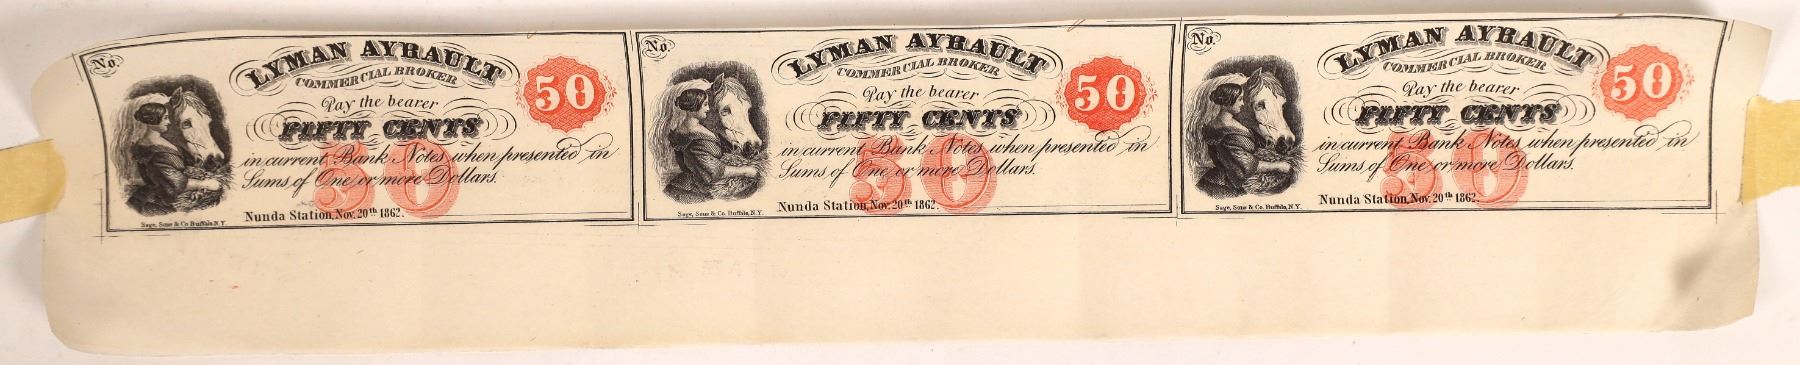 No.
LYMAN AYRAULT
COMMERCIAL BROKER
50
Pay the bearer
FIFTY CENTS
50
in current Bank Notes when presented in
Sums of One or more Dollars.
Nunda Station, Nov. 20th 1862.
Sage, Sons & Co. Buffalo, N.Y.
No.
LYMAN AYRAULT
COMMERCIAL BROKER
50
Pay the bearer
FIFTY CENTS
50
in current Bank Notes when presented in
Sums of One or more Dollars.
Nunda Station, Nov. 20th 1862.
Sage, Sons & Co. Buffalo, N.Y.
No.
LYMAN AYRAULT
COMMERCIAL BROKER
50
Pay the bearer
FIFTY CENTS
50
in current Bank Notes when presented in
Sums of One or more Dollars.
Nunda Station, Nov. 20th 1862.
Sage, Sons & Co. Buffalo, N.Y.